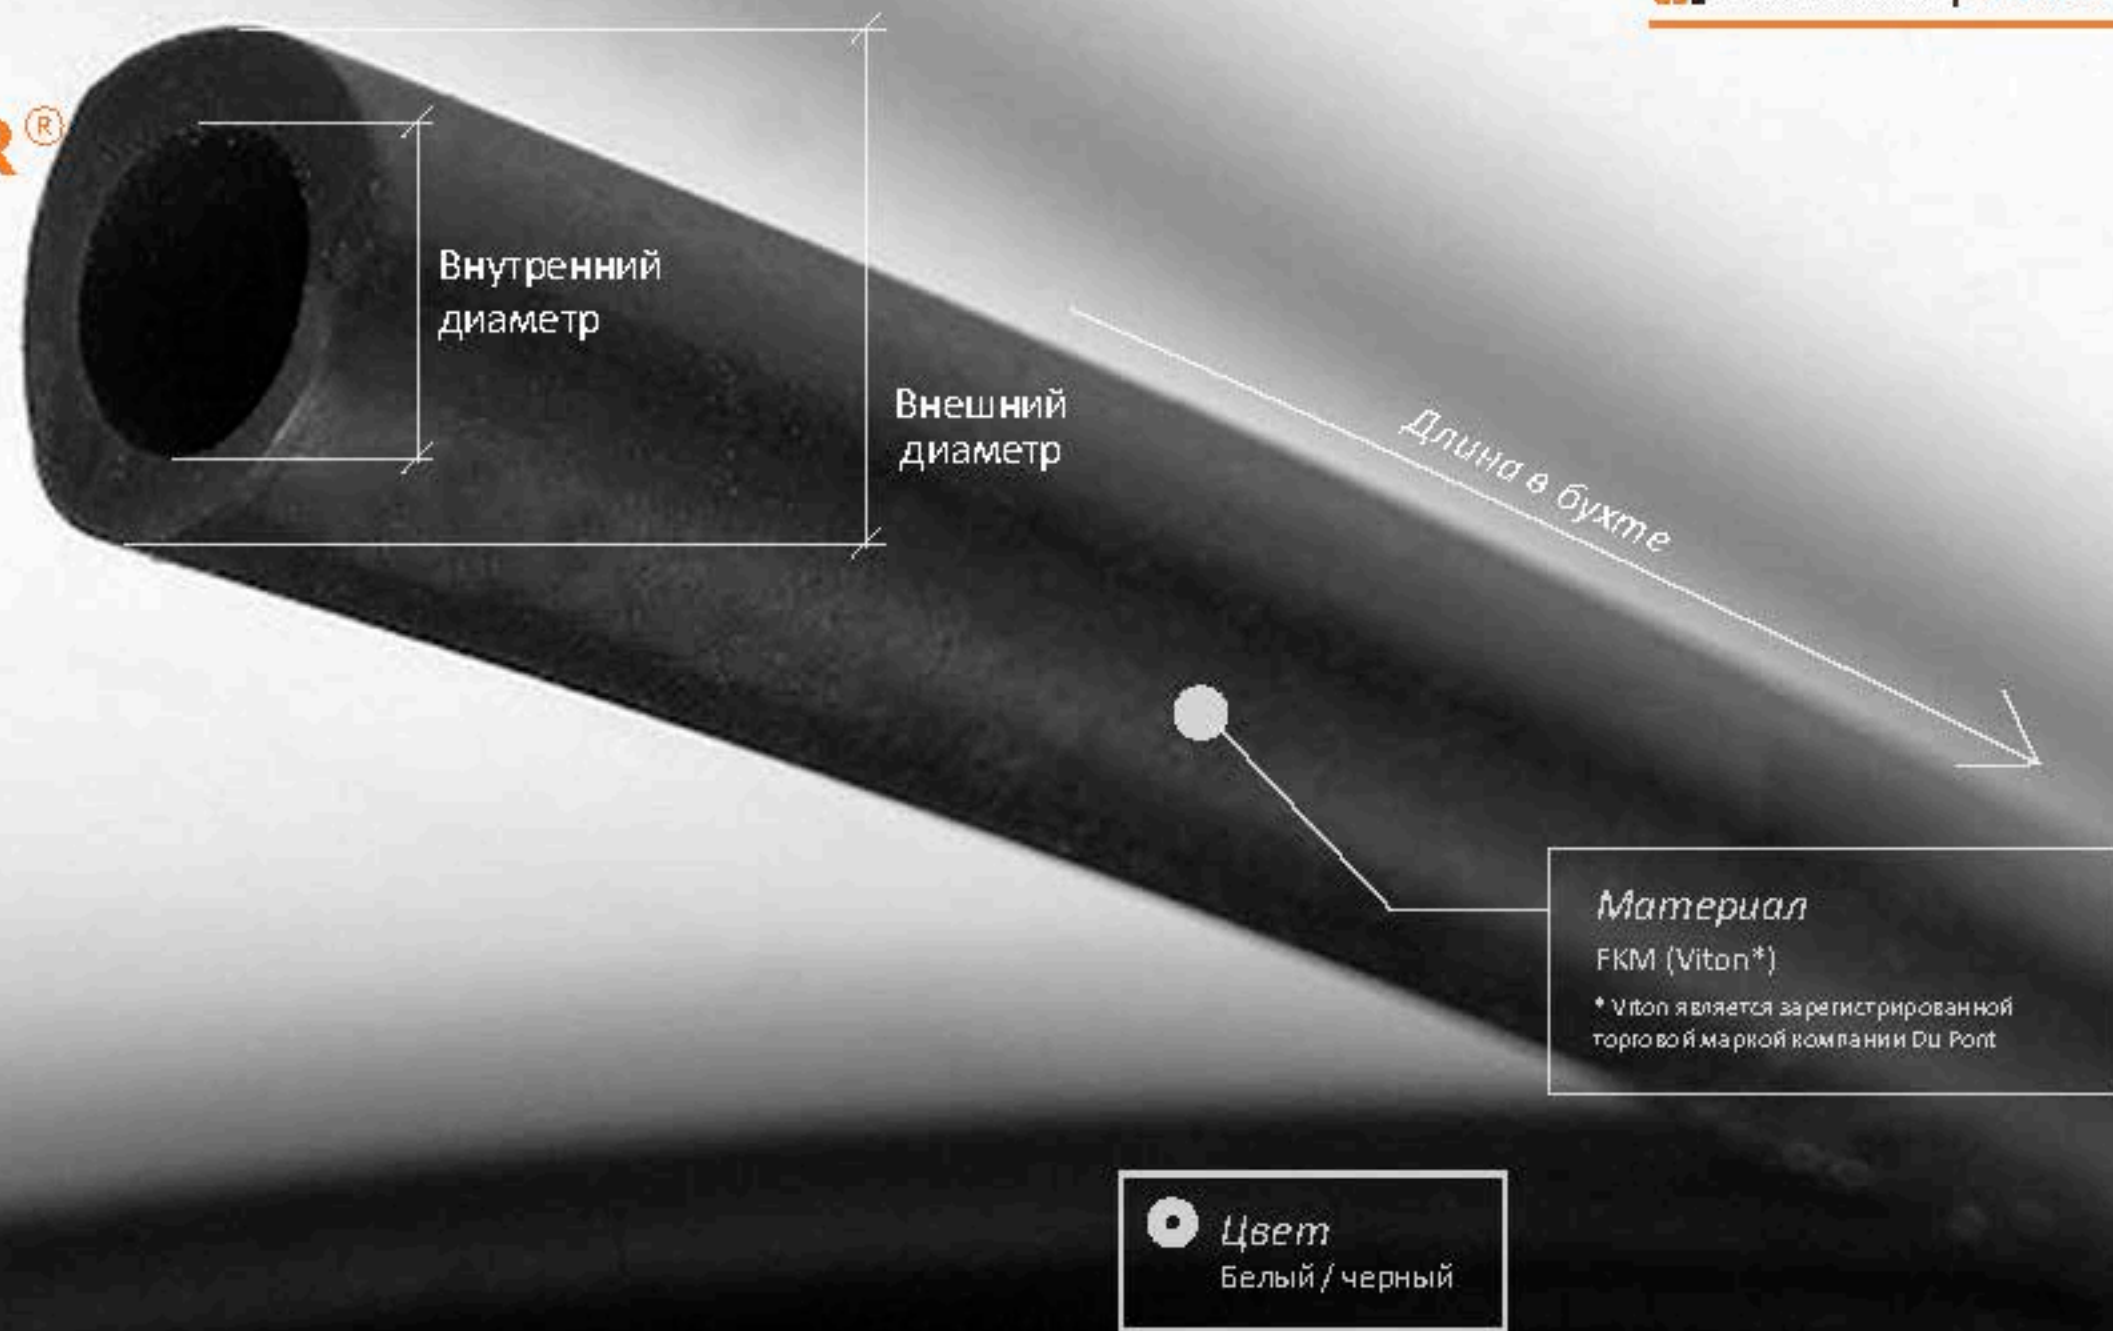 R®
Внутренний
диаметр
Внешний
диаметр
Длина в бухте
Материал
FKM (Viton*)
* Viton является зарегистрированной
торговой маркой компании Du Pont
Цвет
Белый / черный